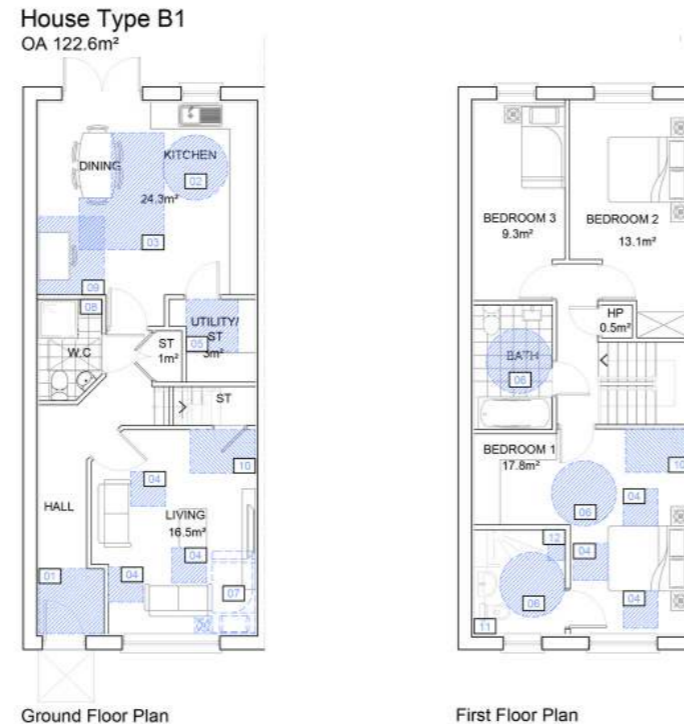 House Type B1
OA 122.6m²
DINING
KITCHEN
02
24.3m²
03
09
08
W.C
ST
1m²
UTILITY/
ST
05
3m²
ST
10
04
HALL
LIVING
16.5m²
04
01
04
07
Ground Floor Plan
BEDROOM 3
9.3m²
BEDROOM 2
13.1m²
HP
0.5m²
BATH
06
BEDROOM 1
17.8m²
10
06
04
12
04
06
04
11
First Floor Plan